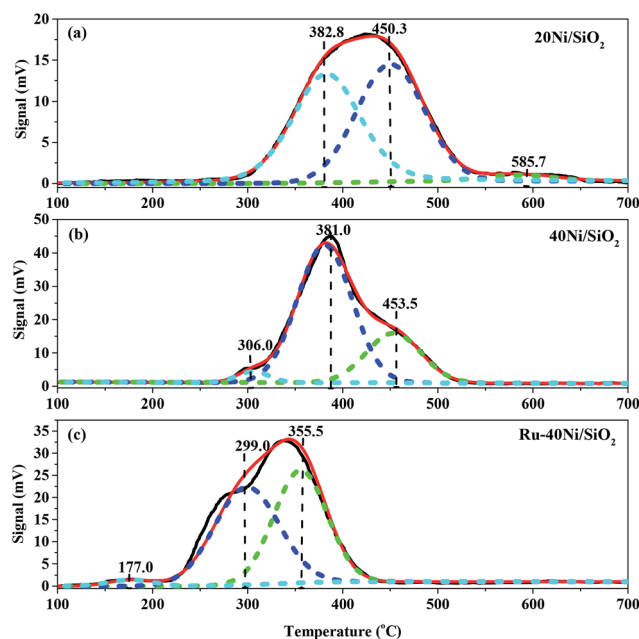 (a)
382.8
450.3
20Ni/SiO₂
585.7
Signal (mV)
20
15
10
5
0
100 200 300 400 500 600 700
(b)
381.0
40Ni/SiO₂
453.5
306.0
Signal (mV)
50
40
30
20
10
0
100 200 300 400 500 600 700
(c)
299.0
355.5
Ru-40Ni/SiO₂
177.0
Signal (mV)
35
30
25
20
15
10
5
0
100 200 300 400 500 600 700
Temperature (°C)